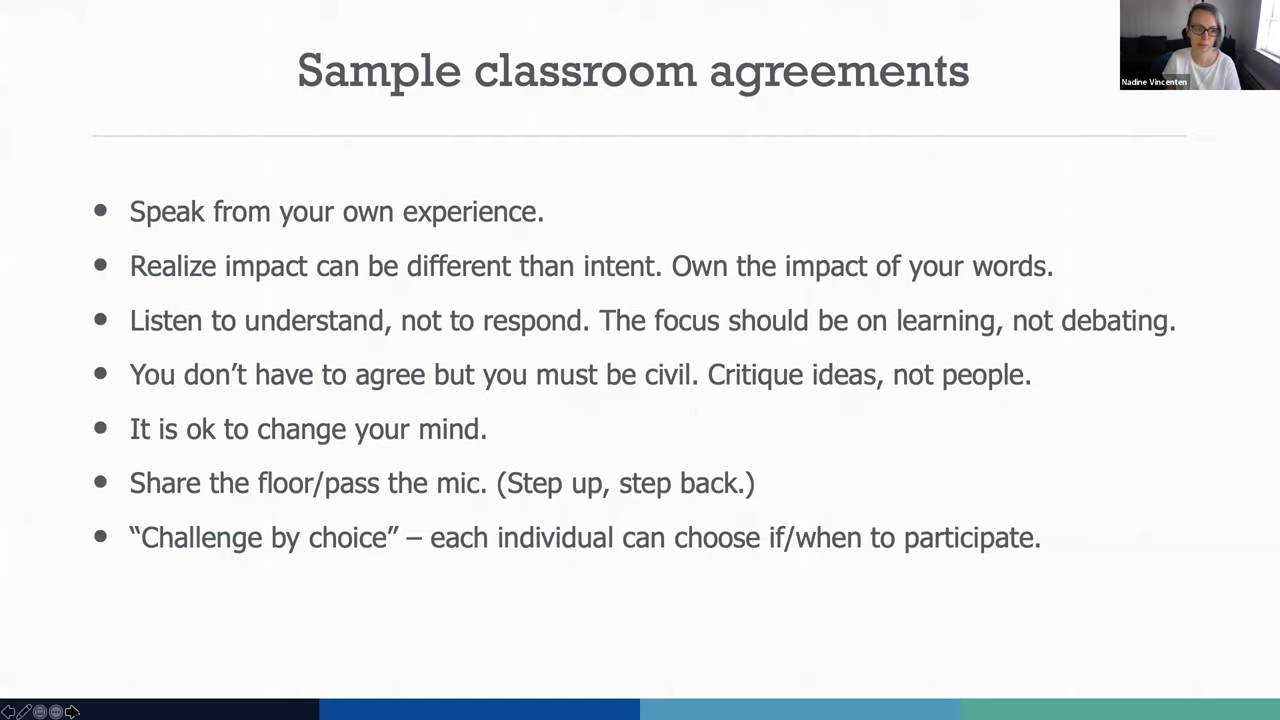 Sample classroom agreements
Nadine Vincenten
• Speak from your own experience.
• Realize impact can be different than intent. Own the impact of your words.
• Listen to understand, not to respond. The focus should be on learning, not debating.
• You don’t have to agree but you must be civil. Critique ideas, not people.
• It is ok to change your mind.
• Share the floor/pass the mic. (Step up, step back.)
• “Challenge by choice” – each individual can choose if/when to participate.